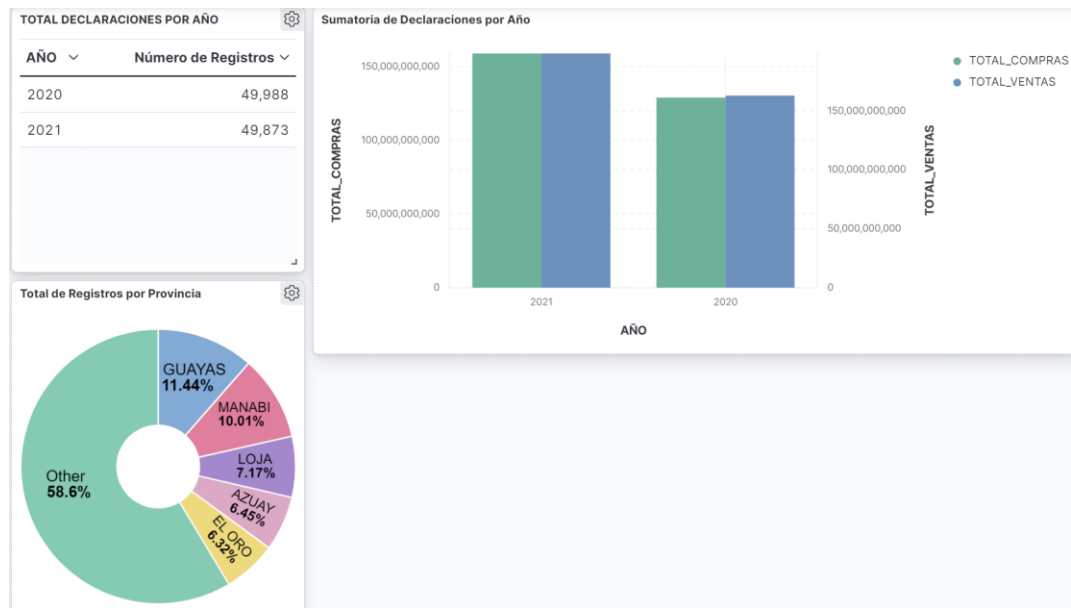 TOTAL DECLARACIONES POR AÑO
AÑO Número de Registros
2020 49,988
2021 49,873
Sumatoria de Declaraciones por Año
TOTAL_COMPRAS
150,000,000,000
100,000,000,000
50,000,000,000
0
2021 2020
AÑO
150,000,000,000
100,000,000,000
50,000,000,000
0
TOTAL_VENTAS
TOTAL_COMPRAS
TOTAL_VENTAS
Total de Registros por Provincia
GUAYAS
11.44%
MANABI
10.01%
LOJA
7.17%
AZUAY
6.45%
EL ORO
6.32%
Other
58.6%